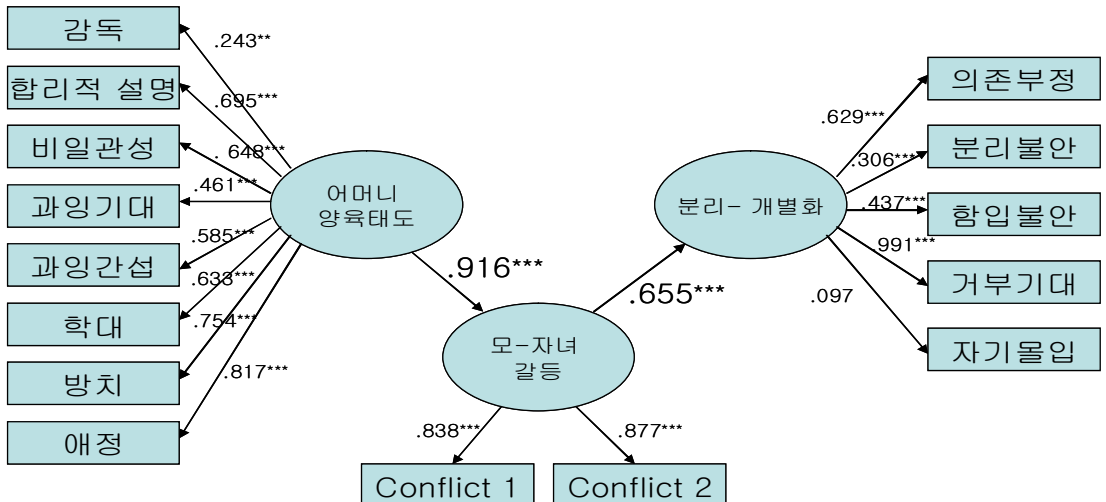 감독
.243**
합리적 설명
.695***
비일관성
. 648***
과잉기대
.461***
과잉간섭
.585***
학대
.633***
방치
.754***
애정
.817***
어머니
양육태도
.916***
모-자녀
갈등
.655***
.838***
.877***
Conflict 1
Conflict 2
분리- 개별화
의존부정
.629***
분리불안
.306***
함입불안
.437***
거부기대
.991***
자기몰입
.097